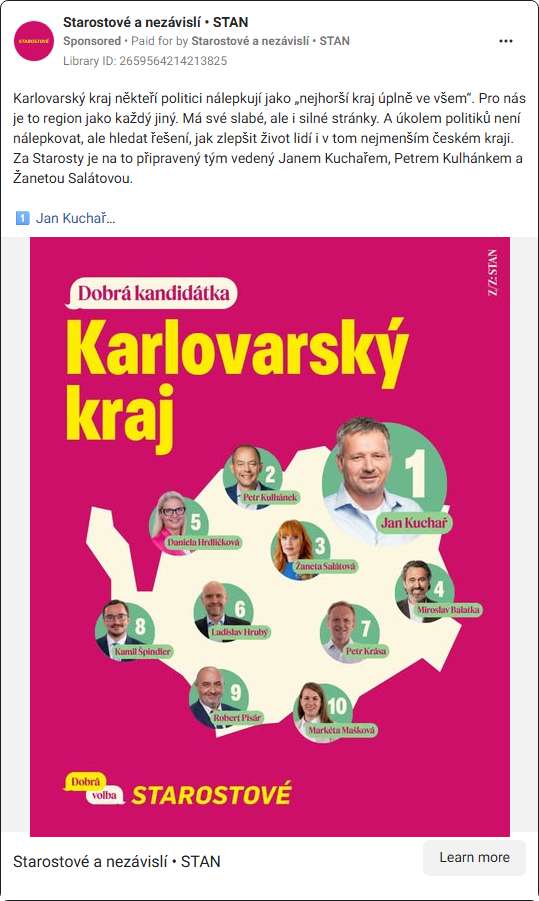 Starostové a nezávislí • STAN
Sponsored • Paid for by Starostové a nezávislí • STAN
Library ID: 2659564214213825
STAROSTOVÉ
Karlovarský kraj někteří politici nálepkují jako „nejhorší kraj úplně ve všem“. Pro nás
je to region jako každý jiný. Má své slabé, ale i silné stránky. A úkolem politiků není
nálepkovat, ale hledat řešení, jak zlepšit život lidí i v tom nejmenším českém kraji.
Za Starosty je na to připravený tým vedený Janem Kuchařem, Petrem Kulhánkem a
Žanetou Salátovou.
1 Jan Kuchař…
Z/Z: STAN
Dobrá kandidátka
Karlovarský
kraj
1
Jan Kuchař
2
Petr Kulhánek
5
Daniela Hrdličková
3
Žaneta Salátová
4
Miroslav Balatka
6
Ladislav Hrubý
8
Kamil Špindler
7
Petr Krása
9
Robert Pisár
10
Markéta Mašková
Dobrá
volba
STAROSTOVÉ
Starostové a nezávislí • STAN
Learn more